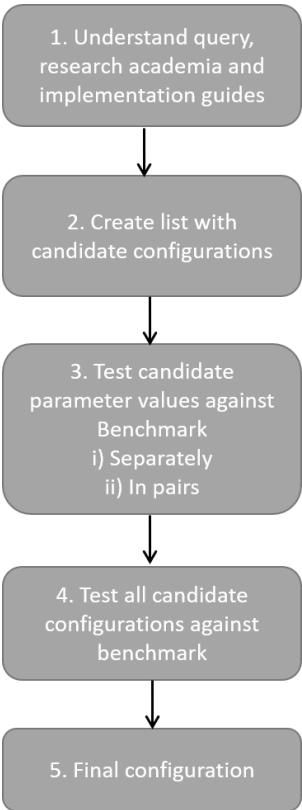 1. Understand query,
research academia and
implementation guides
2. Create list with
candidate configurations
3. Test candidate
parameter values against
Benchmark
i) Separately
ii) In pairs
4. Test all candidate
configurations against
benchmark
5. Final configuration